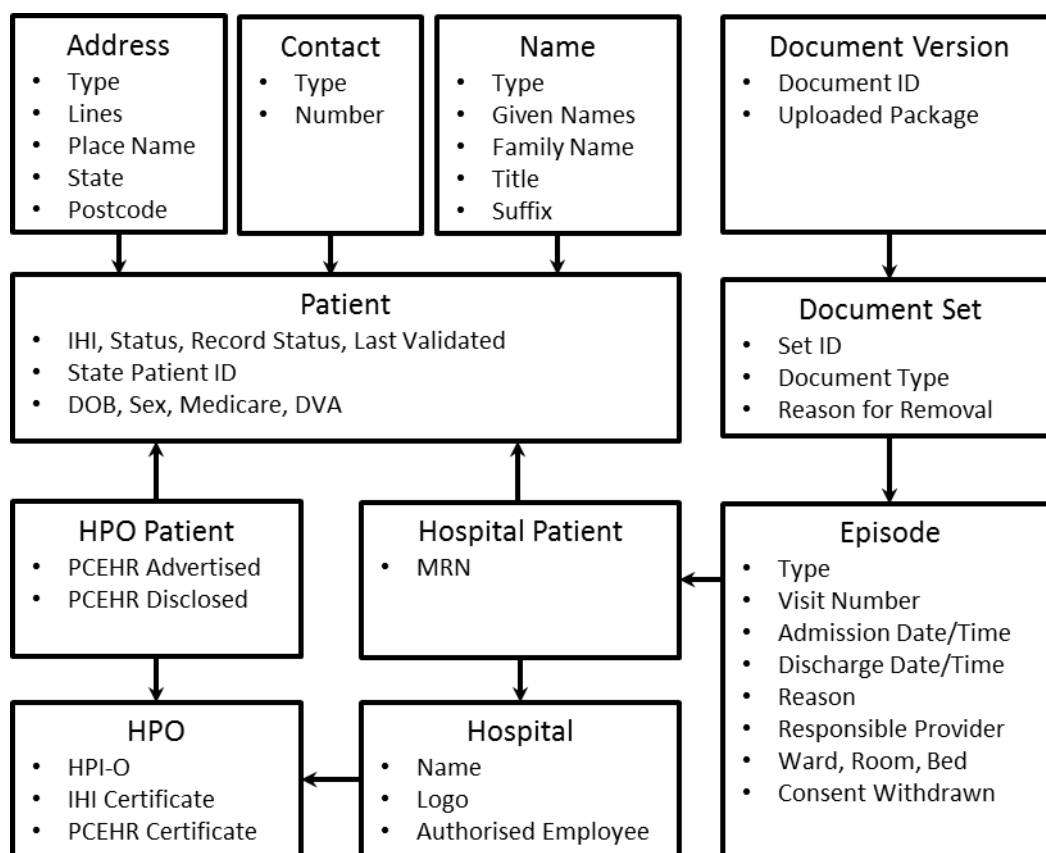 Address
• Type
• Lines
• Place Name
• State
• Postcode
Contact
• Type
• Number
Name
• Type
• Given Names
• Family Name
• Title
• Suffix
Document Version
• Document ID
• Uploaded Package
Patient
• IHI, Status, Record Status, Last Validated
• State Patient ID
• DOB, Sex, Medicare, DVA
Document Set
• Set ID
• Document Type
• Reason for Removal
HPO Patient
• PCEHR Advertised
• PCEHR Disclosed
Hospital Patient
• MRN
Episode
• Type
• Visit Number
• Admission Date/Time
• Discharge Date/Time
• Reason
• Responsible Provider
• Ward, Room, Bed
• Consent Withdrawn
HPO
• HPI-O
• IHI Certificate
• PCEHR Certificate
Hospital
• Name
• Logo
• Authorised Employee